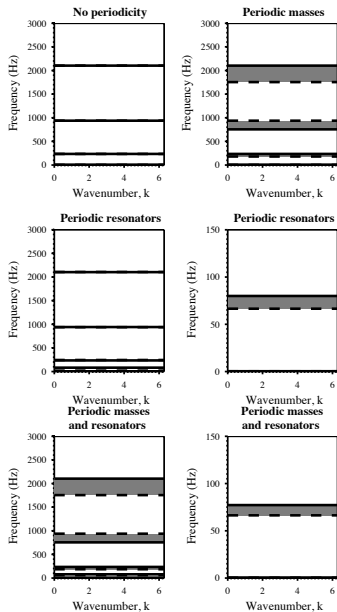 No periodicity
Frequency (Hz)
3000
2500
2000
1500
1000
500
0
0 2 4 6
Wavenumber, k
Periodic masses
Frequency (Hz)
3000
2500
2000
1500
1000
500
0
0 2 4 6
Wavenumber, k
Periodic resonators
Frequency (Hz)
3000
2500
2000
1500
1000
500
0
0 2 4 6
Wavenumber, k
Periodic resonators
Frequency (Hz)
150
100
50
0
0 2 4 6
Wavenumber, k
Periodic masses
and resonators
Frequency (Hz)
3000
2500
2000
1500
1000
500
0
0 2 4 6
Wavenumber, k
Periodic masses
and resonators
Frequency (Hz)
150
100
50
0
0 2 4 6
Wavenumber, k